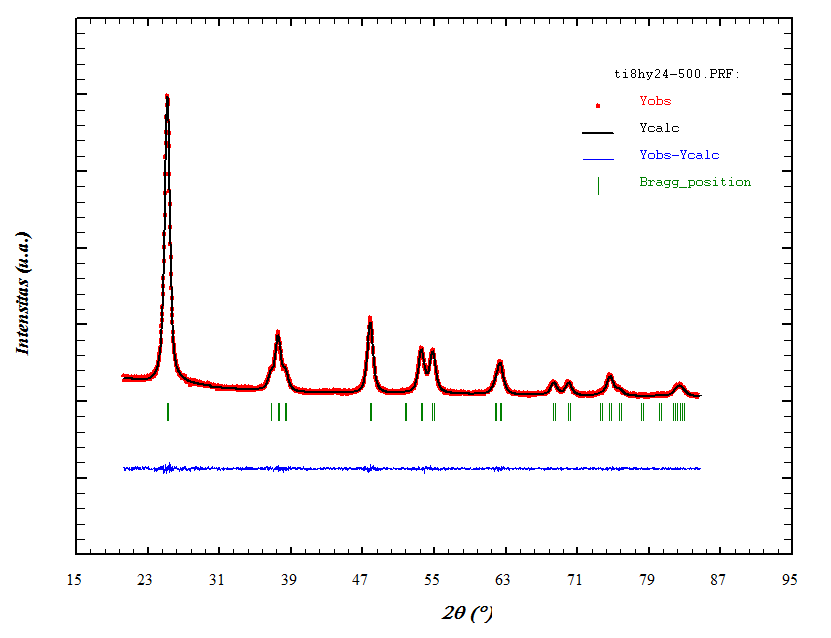 ti8hy24-500.PRF:
Yobs
Ycalc
Yobs-Ycalc
Bragg_position
Intensitas (u.a.)
15 23 31 39 47 55 63 71 79 87 95
2θ (°)